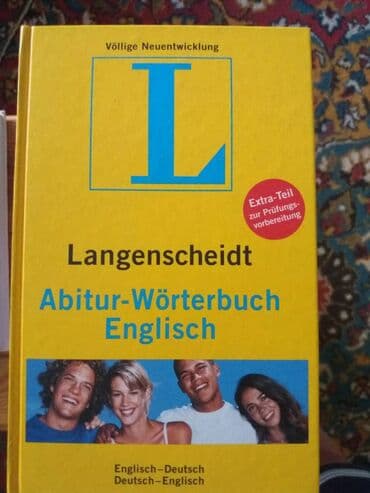 Völlige Neuentwicklung
L
Extra-Teil
zur Prüfungs-
vorbereitung
Langenscheidt
Abitur-Wörterbuch
Englisch
Englisch–Deutsch
Deutsch–Englisch